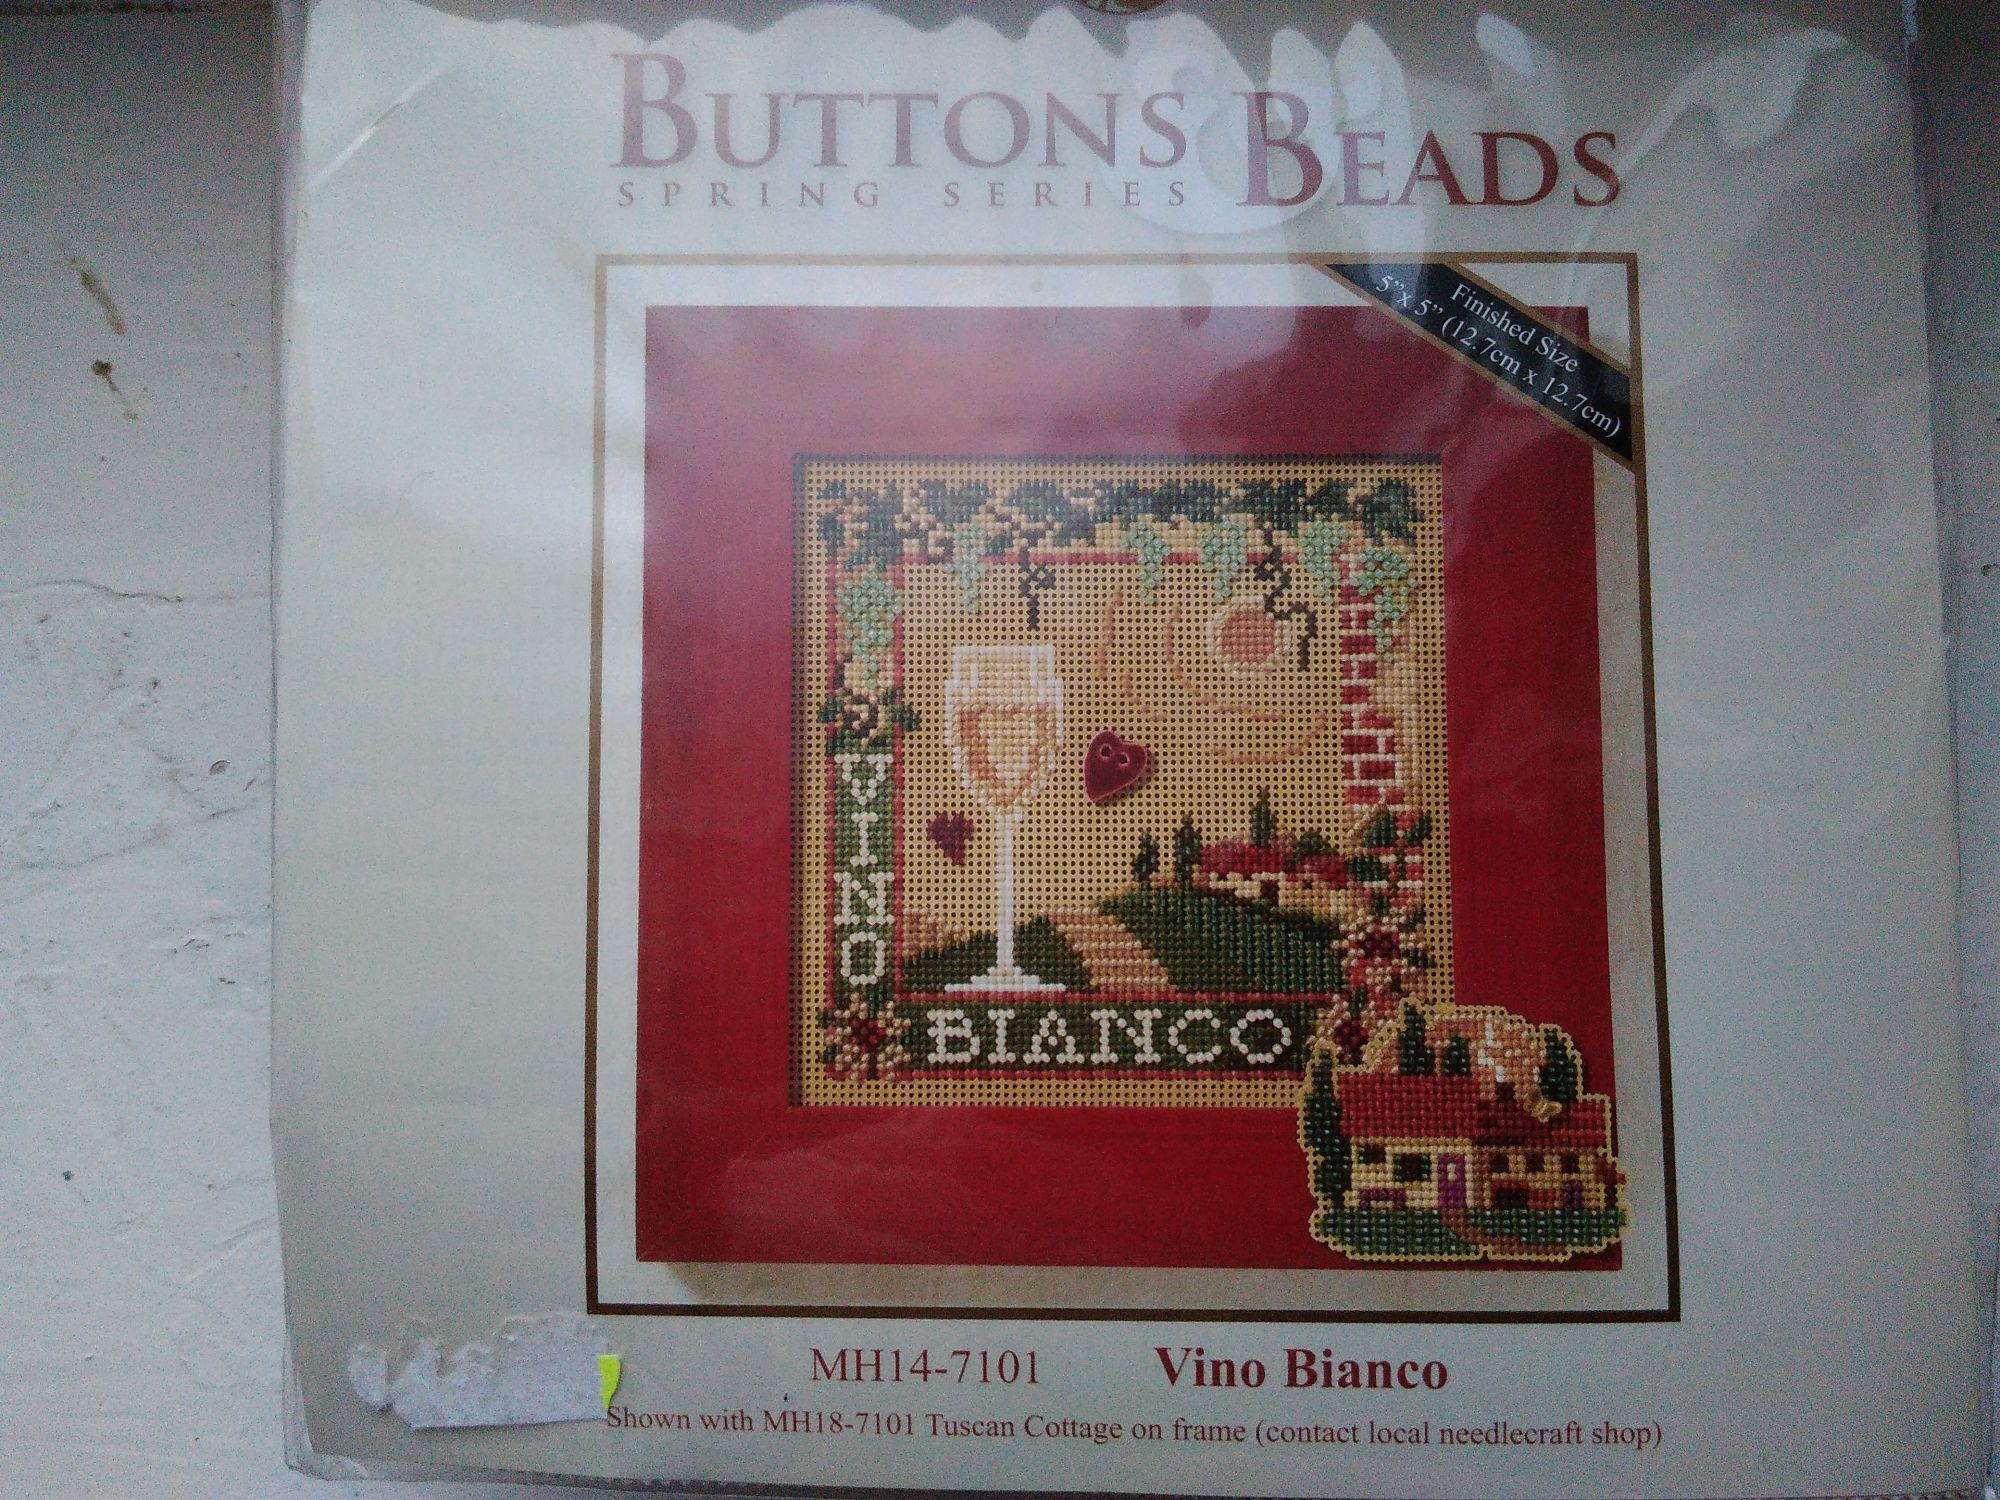 BUTTONS & BEADS
SPRING SERIES
Finished Size
5” x 5” (12.7cm x 12.7cm)
VINO
BIANCO
MH14-7101 Vino Bianco
Shown with MH18-7101 Tuscan Cottage on frame (contact local needlecraft shop)